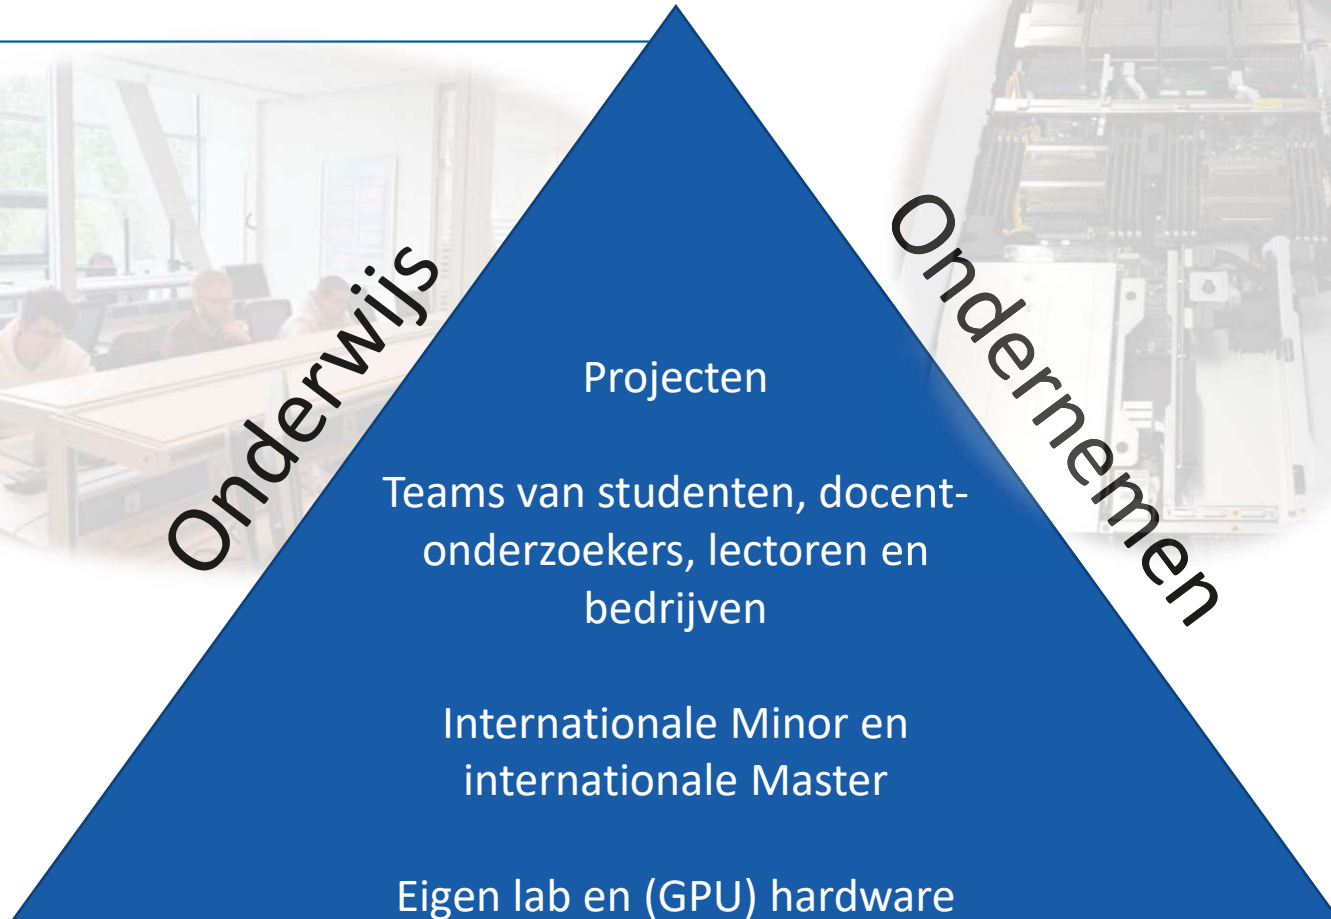 Onderwijs
Ondernemen
Projecten
Teams van studenten, docent-
onderzoekers, lectoren en
bedrijven
Internationale Minor en
internationale Master
Eigen lab en (GPU) hardware